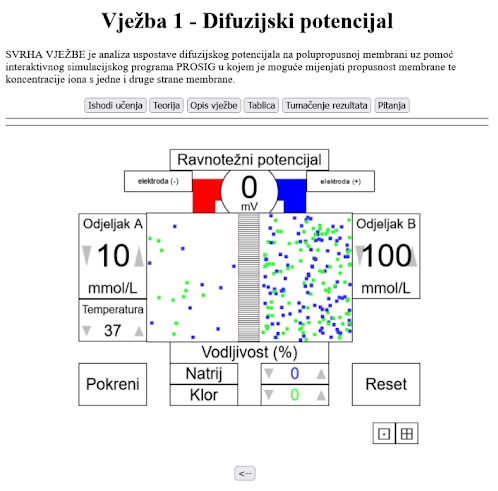 Vježba 1 - Difuzijski potencijal
SVRHA VJEŽBE je analiza uspostave difuzijskog potencijala na polupropusnoj membrani uz pomoć
interaktivnog simulacijskog programa PROSIG u kojem je moguće mijenjati propusnost membrane te
koncentracije iona s jedne i druge strane membrane.
Ishodi učenja Teorija Opis vježbe Tablica Tumačenje rezultata Pitanja
Ravnotežni potencijal
elektroda (-) 0 elektroda (+)
mV
Odjeljak A Odjeljak B
10 100
mmol/L mmol/L
Temperatura
37
Vodljivost (%)
Pokreni Natrij 0 Reset
Klor 0
<--